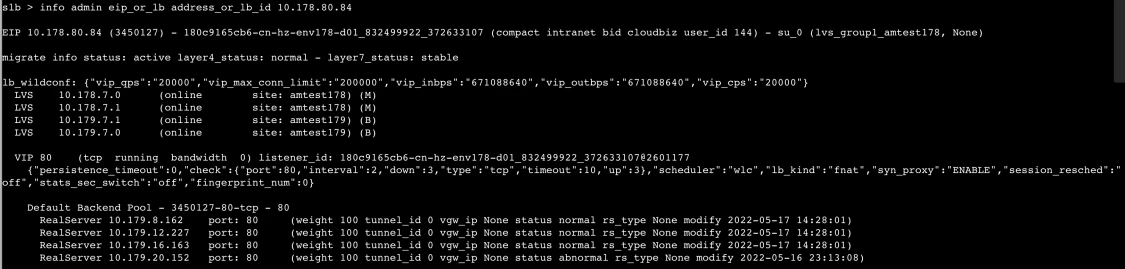 slb > info admin eip_or_lb address_or_lb_id 10.178.80.84
EIP 10.178.80.84 (3450127) - 180c9165cb6-cn-hz-env178-d01_832499922_372633107 (compact intranet bid cloudbiz user_id 144) - su_0 (lvs_group1_amtest178, None)
migrate info status: active layer4_status: normal - layer7_status: stable
lb_wildconf: {"vip_qps":"20000","vip_max_conn_limit":"200000","vip_inbps":"671088640","vip_outbps":"671088640","vip_cps":"20000"}
LVS 10.178.7.0 (online site: amtest178) (M)
LVS 10.178.7.1 (online site: amtest178) (M)
LVS 10.179.7.1 (online site: amtest179) (B)
LVS 10.179.7.0 (online site: amtest179) (B)
VIP 80 (tcp running bandwidth 0) listener_id: 180c9165cb6-cn-hz-env178-d01_832499922_372633107@2601177
{"persistence_timeout":0,"check":{"port":80,"interval":2,"down":3,"type":"tcp","timeout":10,"up":3},"scheduler":"wlc","lb_kind":"fnat","syn_proxy":"ENABLE","session_resched":"
off","stats_sec_switch":"off","fingerprint_num":0}
Default Backend Pool - 3450127-80-tcp - 80
RealServer 10.179.8.162 port: 80 (weight 100 tunnel_id 0 vgw_ip None status normal rs_type None modify 2022-05-17 14:28:01)
RealServer 10.179.12.227 port: 80 (weight 100 tunnel_id 0 vgw_ip None status normal rs_type None modify 2022-05-17 14:28:01)
RealServer 10.179.16.163 port: 80 (weight 100 tunnel_id 0 vgw_ip None status normal rs_type None modify 2022-05-17 14:28:01)
RealServer 10.179.20.152 port: 80 (weight 100 tunnel_id 0 vgw_ip None status abnormal rs_type None modify 2022-05-16 23:13:08)